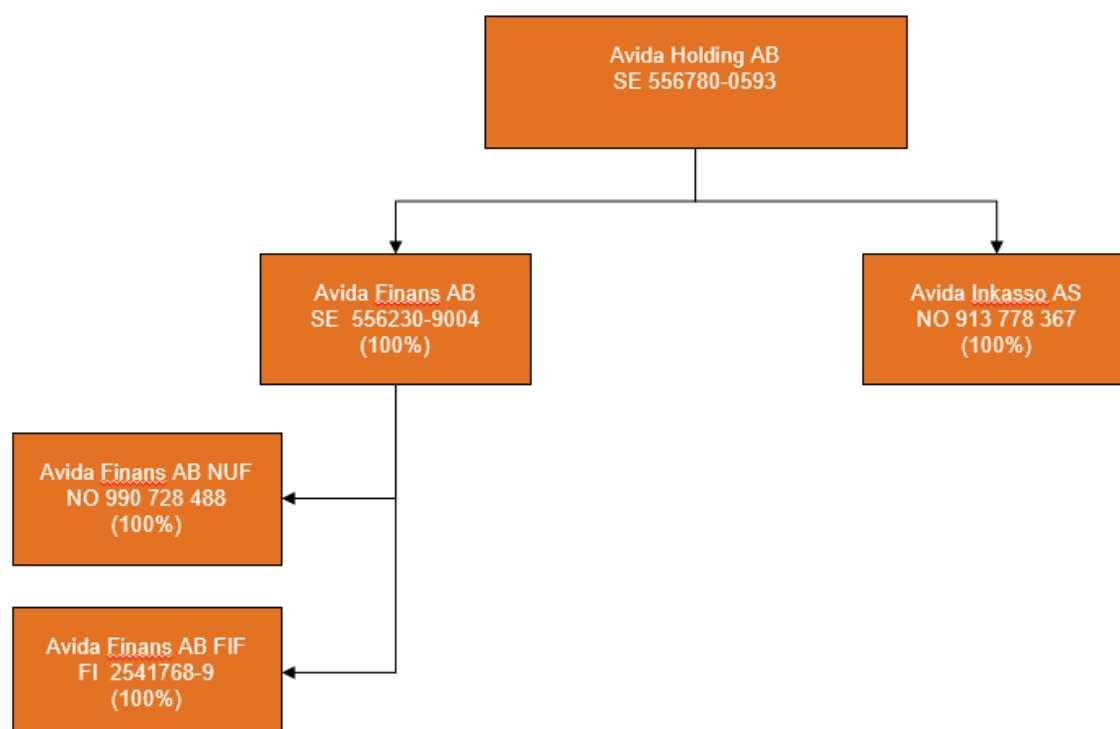 Avida Holding AB
SE 556780-0593
Avida Finans AB
SE 556230-9004
(100%)
Avida Inkasso AS
NO 913 778 367
(100%)
Avida Finans AB NUF
NO 990 728 488
(100%)
Avida Finans AB FIF
FI 2541768-9
(100%)